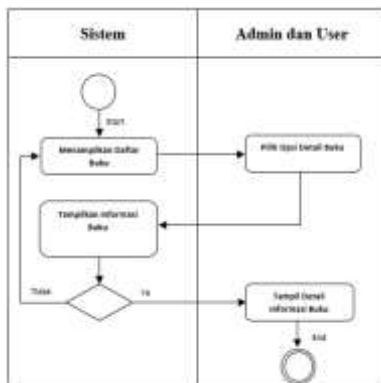 Sistem
Admin dan User
Start
Menampilkan Daftar
Buku
Pilih Opsi Detail Buku
Tampilkan Informasi
Buku
Tidak
Ya
Tampil Detail
Informasi Buku
End